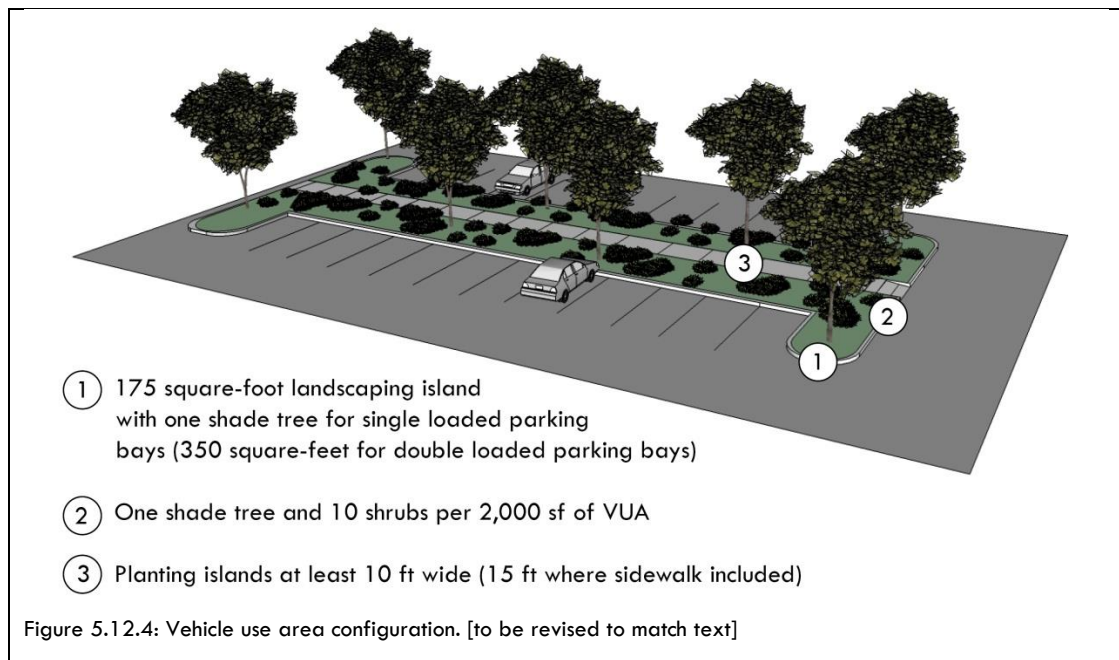 3
2
1
1 175 square-foot landscaping island
with one shade tree for single loaded parking
bays (350 square-feet for double loaded parking bays)
2 One shade tree and 10 shrubs per 2,000 sf of VUA
3 Planting islands at least 10 ft wide (15 ft where sidewalk included)
Figure 5.12.4: Vehicle use area configuration. [to be revised to match text]